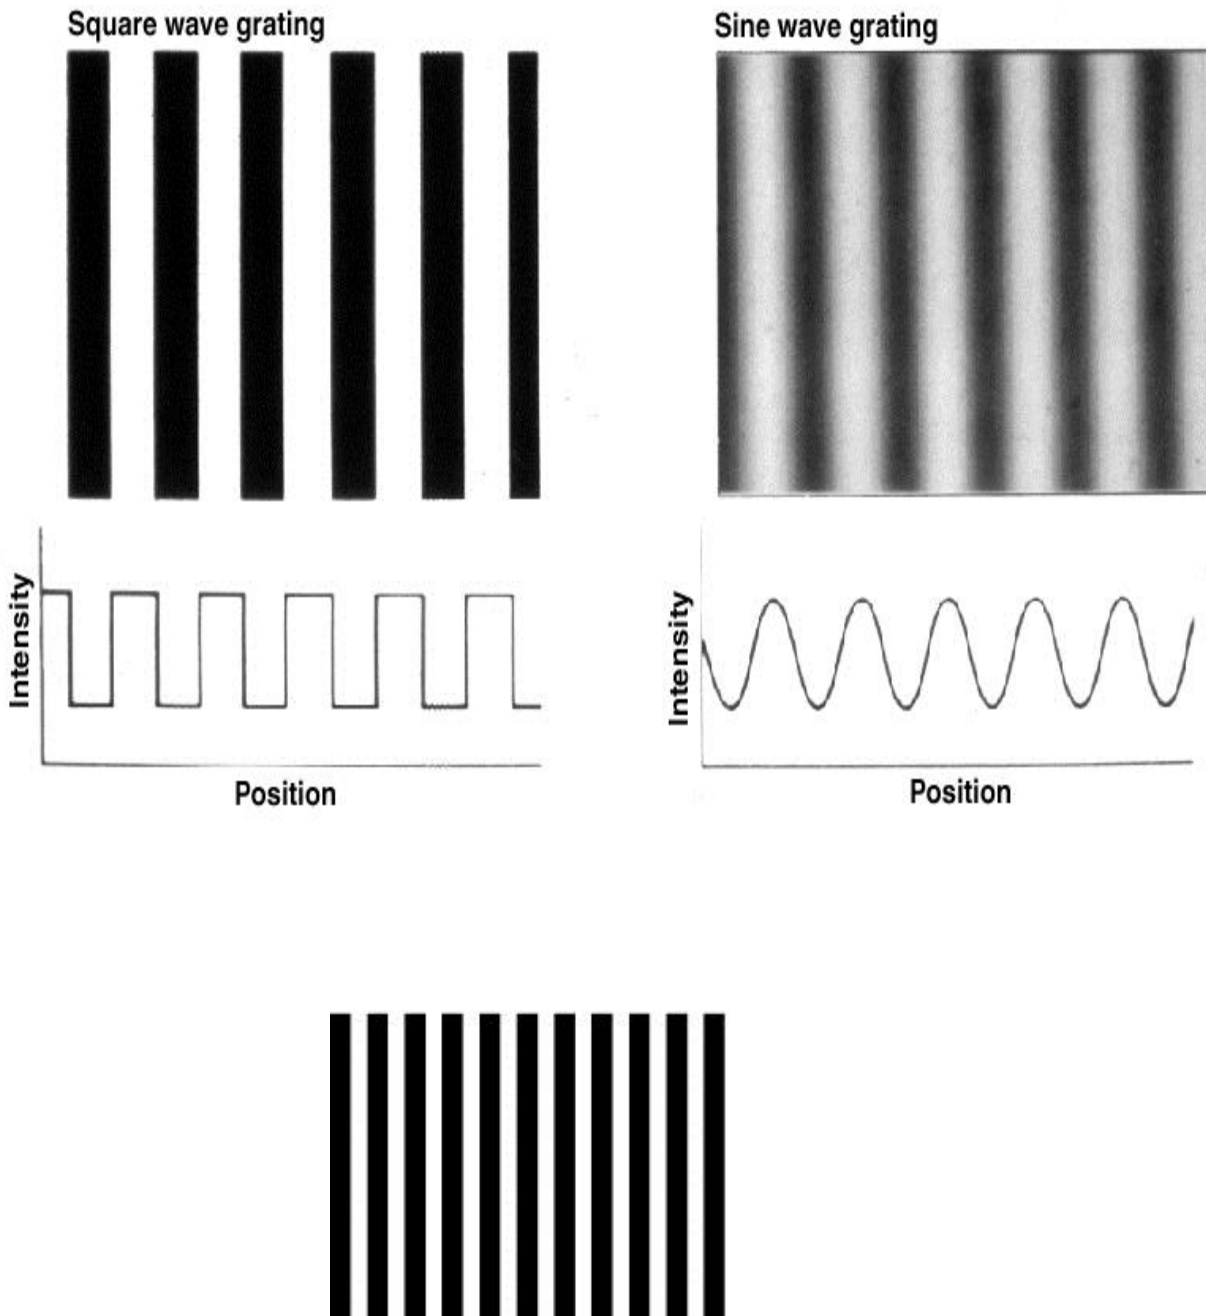 Square wave grating
Sine wave grating
Intensity
Position
Intensity
Position